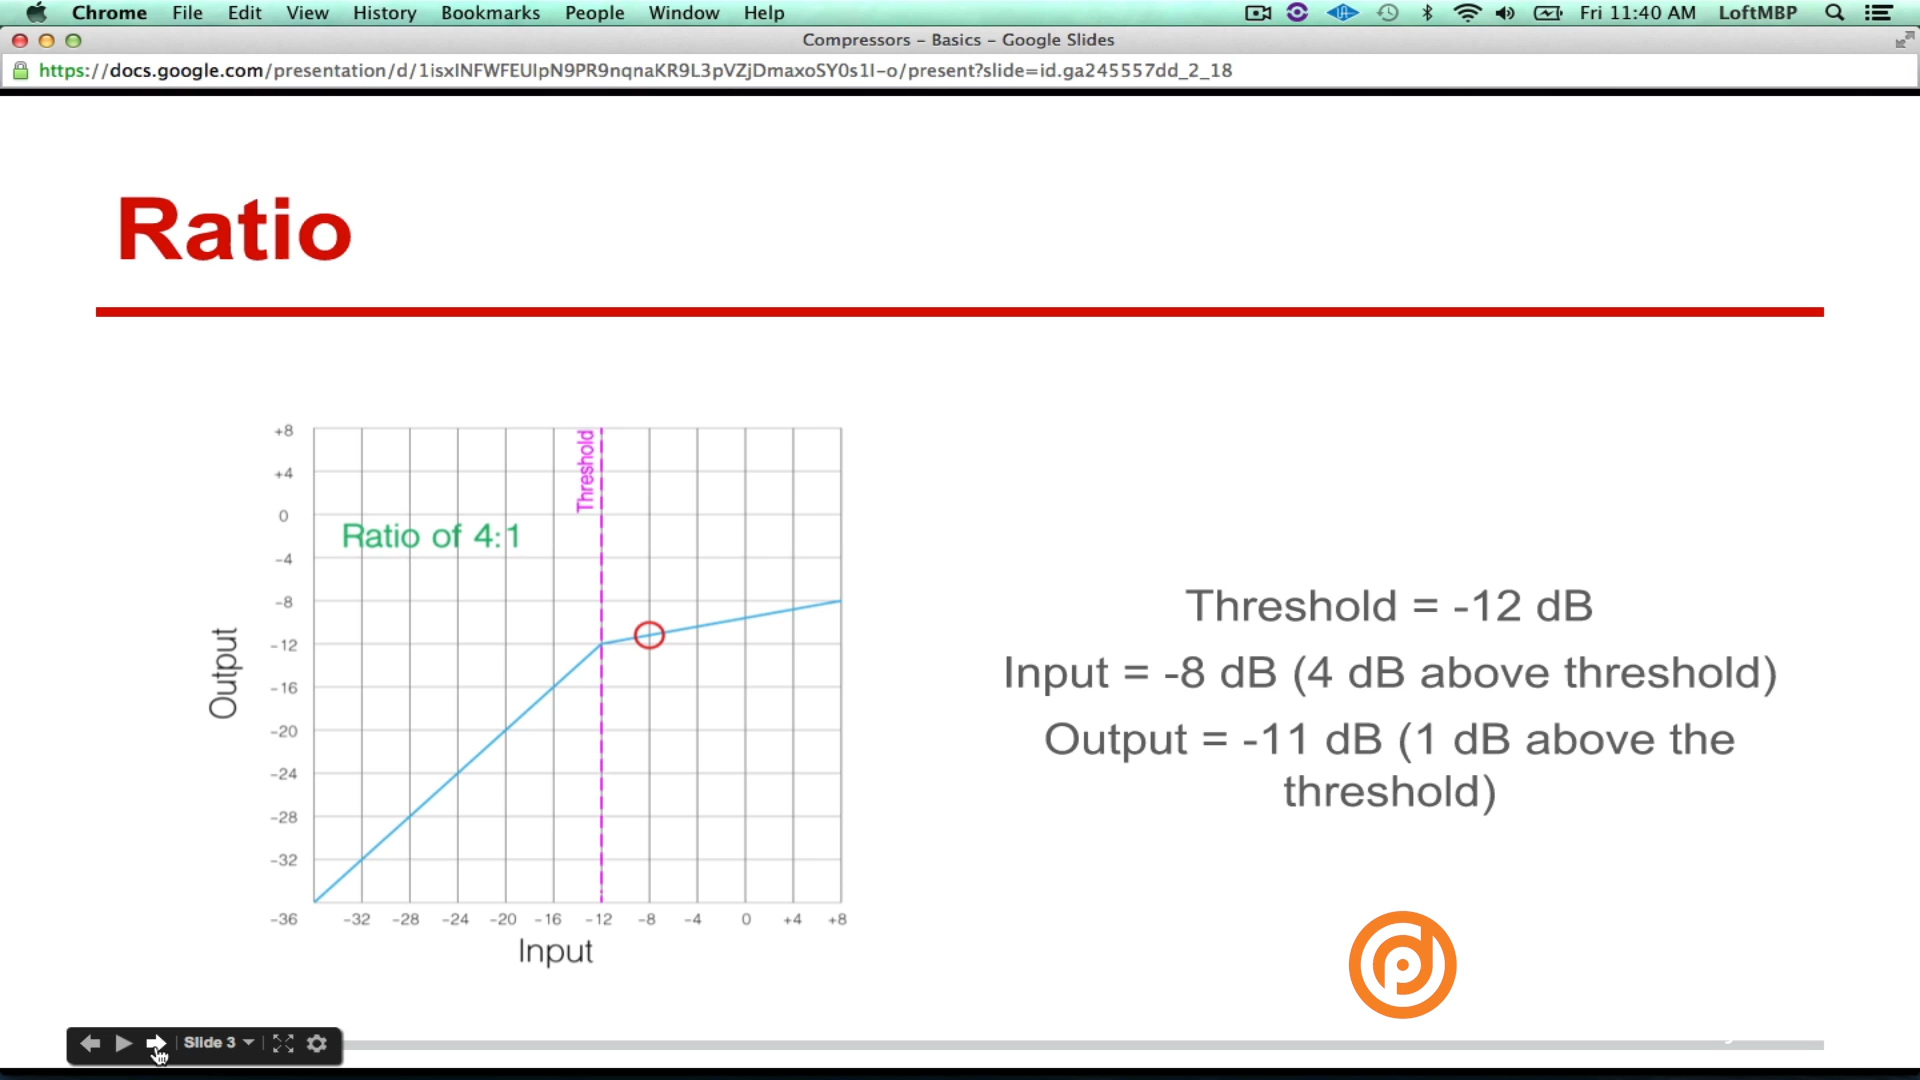 Chrome File Edit View History Bookmarks People Window Help Fri 11:40 AM LoftMBP
Compressors – Basics – Google Slides
https://docs.google.com/presentation/d/1isxINFWFEUIpN9PR9nqnaKR9L3pVZjDmaxoSY0s1I-o/present?slide=id.ga245557dd_2_18
Ratio
+8
+4
0
-4
-8
-12
-16
-20
-24
-28
-32
-36 -32 -28 -24 -20 -16 -12 -8 -4 0 +4 +8
Output
Input
Threshold
Ratio of 4:1
Threshold = -12 dB
Input = -8 dB (4 dB above threshold)
Output = -11 dB (1 dB above the
threshold)
Slide 3